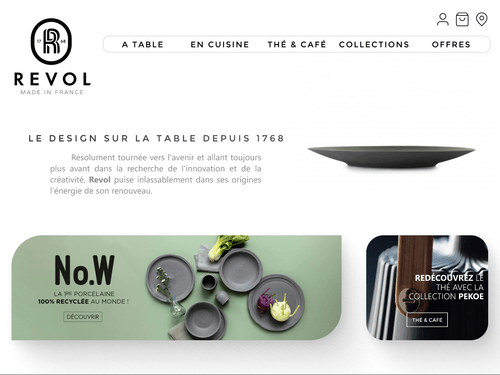 17 R 68
REVOL
MADE IN FRANCE
A TABLE EN CUISINE THÉ & CAFÉ COLLECTIONS OFFRES
LE DESIGN SUR LA TABLE DEPUIS 1768
Résolument tournée vers l'avenir et allant toujours
plus avant dans la recherche de l'innovation et de la
créativité, Revol puise inlassablement dans ses origines
l'énergie de son renouveau.
No.W
LA 1ÈRE PORCELAINE
100% RECYCLÉE AU MONDE !
DÉCOUVRIR
REDÉCOUVREZ LE
THÉ AVEC LA
COLLECTION PEKOE
THÉ & CAFÉ